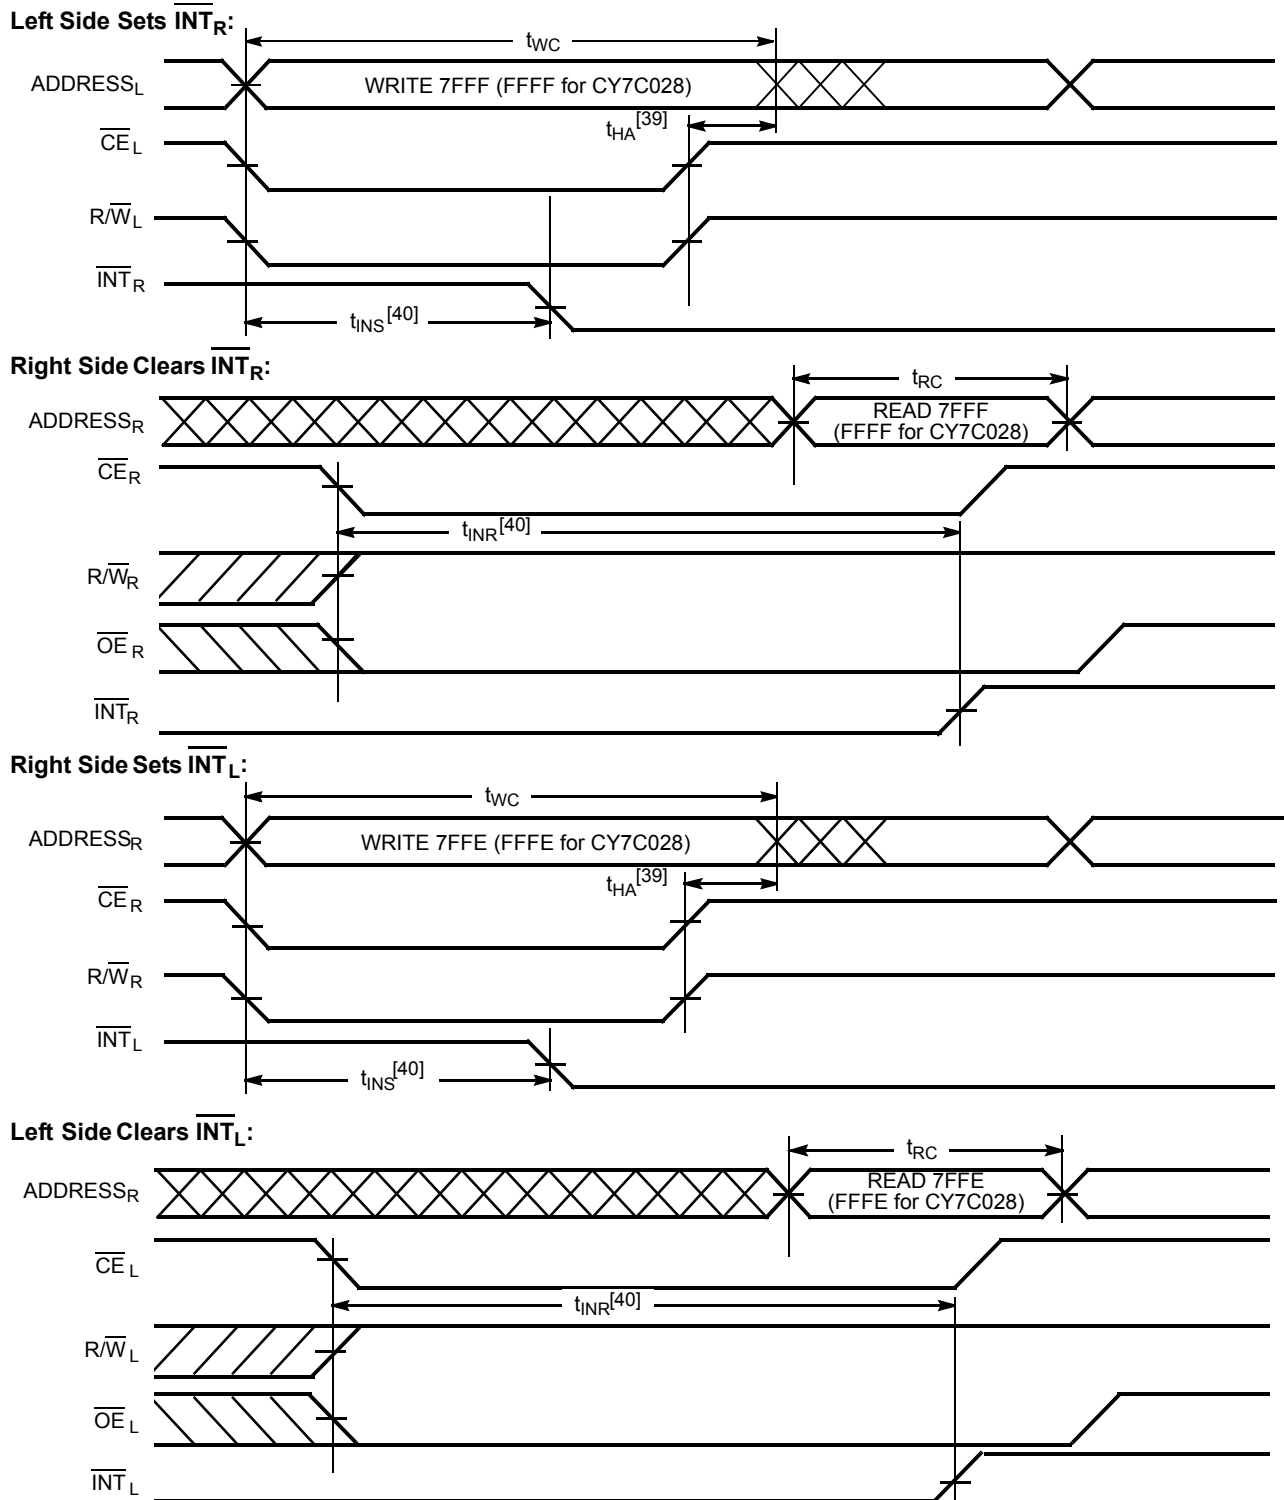 Left Side Sets INT̅R:
tWC
ADDRESSL
WRITE 7FFF (FFFF for CY7C028)
tHA[39]
CEL
R/WL
INTR
tINS[40]
Right Side Clears INTR:
tRC
ADDRESSR
READ 7FFF
(FFFF for CY7C028)
CER
tINR[40]
R/WR
OER
INTR
Right Side Sets INTL:
tWC
ADDRESSR
WRITE 7FFE (FFFE for CY7C028)
tHA[39]
CER
R/WR
INTL
tINS[40]
Left Side Clears INTL:
tRC
ADDRESSR
READ 7FFE
(FFFE for CY7C028)
CEL
tINR[40]
R/WL
OEL
INTL